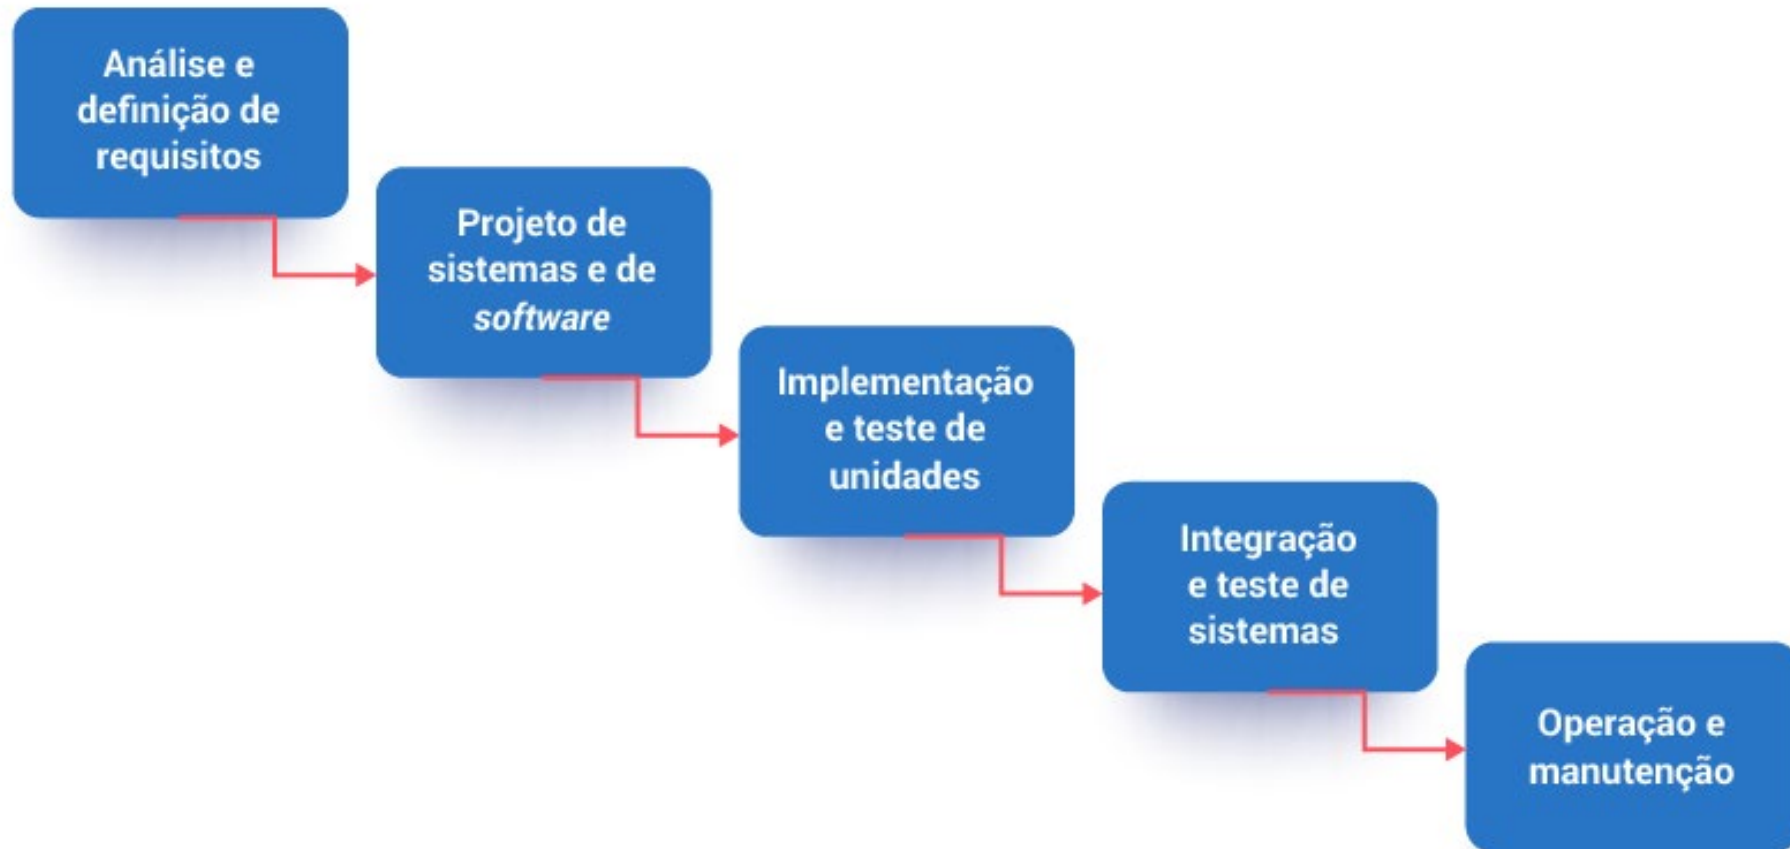 Análise e
definição de
requisitos
Projeto de
sistemas e de
software
Implementação
e teste de
unidades
Integração
e teste de
sistemas
Operação e
manutenção